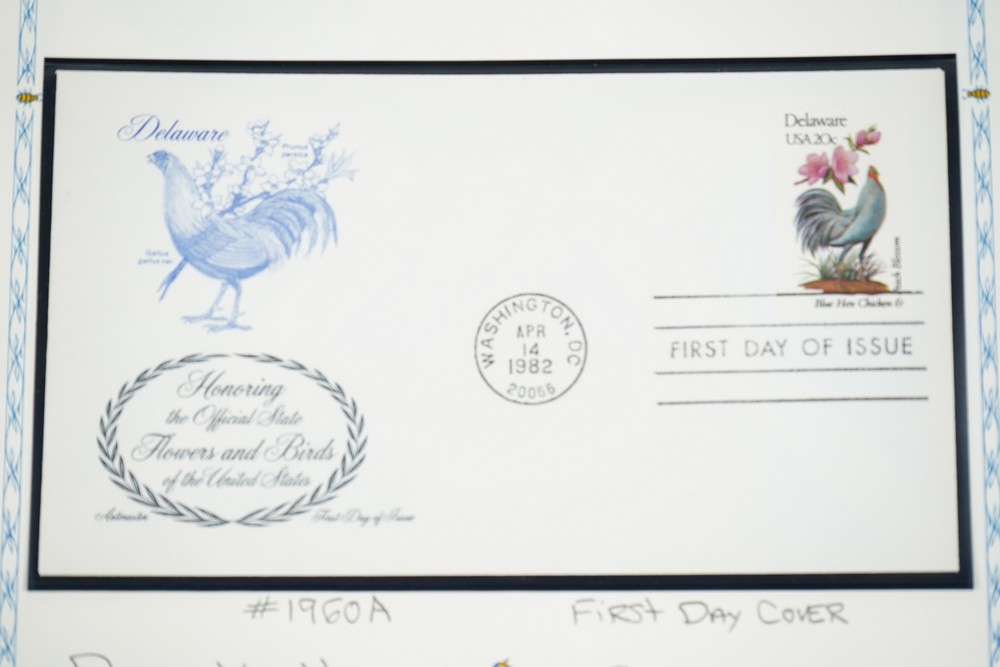 Delaware
Prunus
persica
Gallus
gallus var.
Honoring
the Official State
Flowers and Birds
of the United States
Artmaster
First Day of Issue
WASHINGTON, DC
APR
14
1982
20066
Delaware
USA 20c
Blue Hen Chicken &
Blossom
FIRST DAY OF ISSUE
#1960A
FIRST DAY COVER